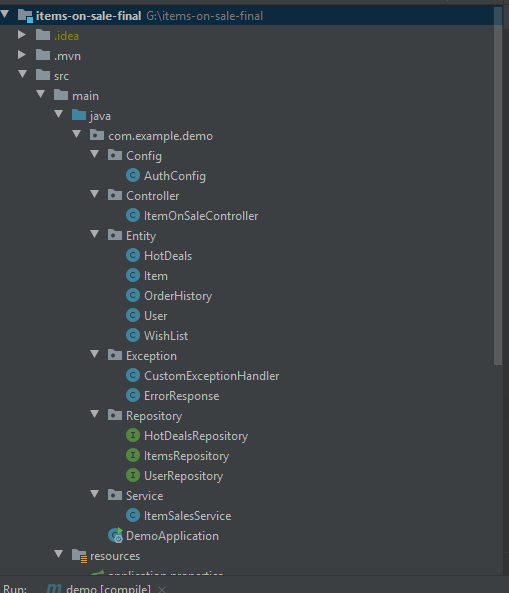 items-on-sale-final G:\items-on-sale-final
.idea
.mvn
src
main
java
com.example.demo
Config
AuthConfig
Controller
ItemOnSaleController
Entity
HotDeals
Item
OrderHistory
User
WishList
Exception
CustomExceptionHandler
ErrorResponse
Repository
HotDealsRepository
ItemsRepository
UserRepository
Service
ItemSalesService
DemoApplication
resources
application.properties
Run: demo [compile]